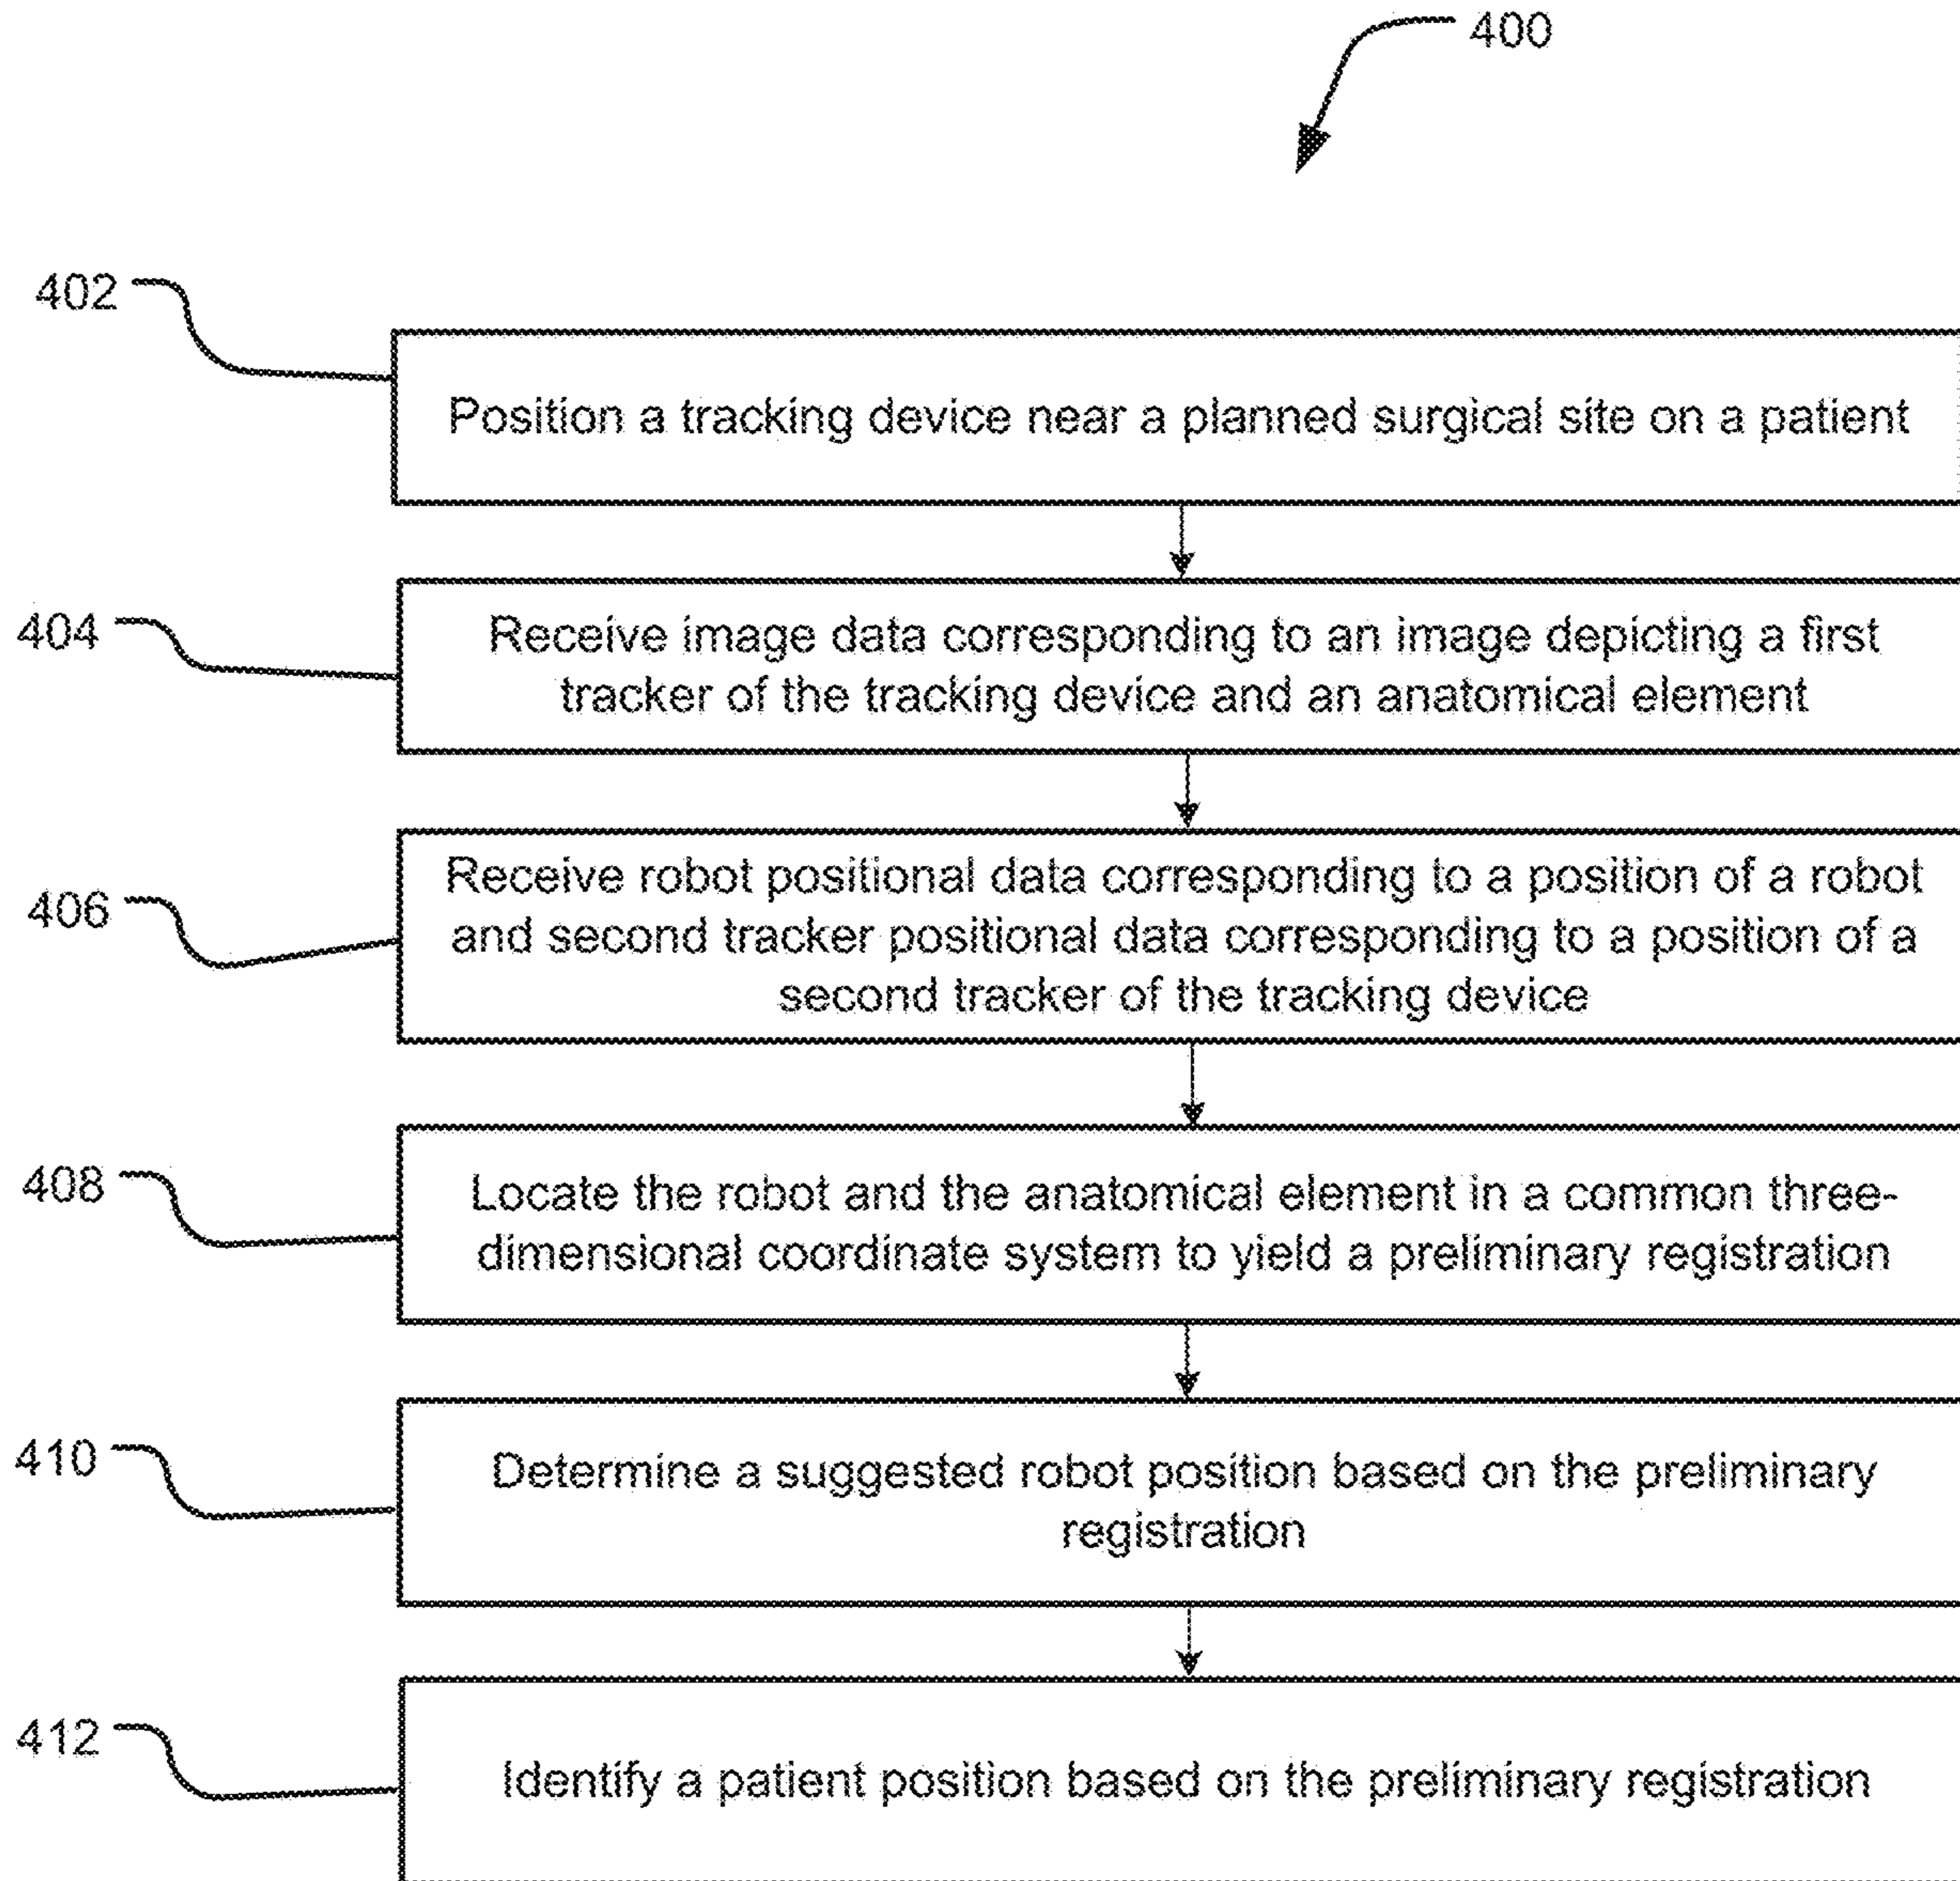 400
402
Position a tracking device near a planned surgical site on a patient
404
Receive image data corresponding to an image depicting a first
tracker of the tracking device and an anatomical element
406
Receive robot positional data corresponding to a position of a robot
and second tracker positional data corresponding to a position of a
second tracker of the tracking device
408
Locate the robot and the anatomical element in a common three-
dimensional coordinate system to yield a preliminary registration
410
Determine a suggested robot position based on the preliminary
registration
412
Identify a patient position based on the preliminary registration